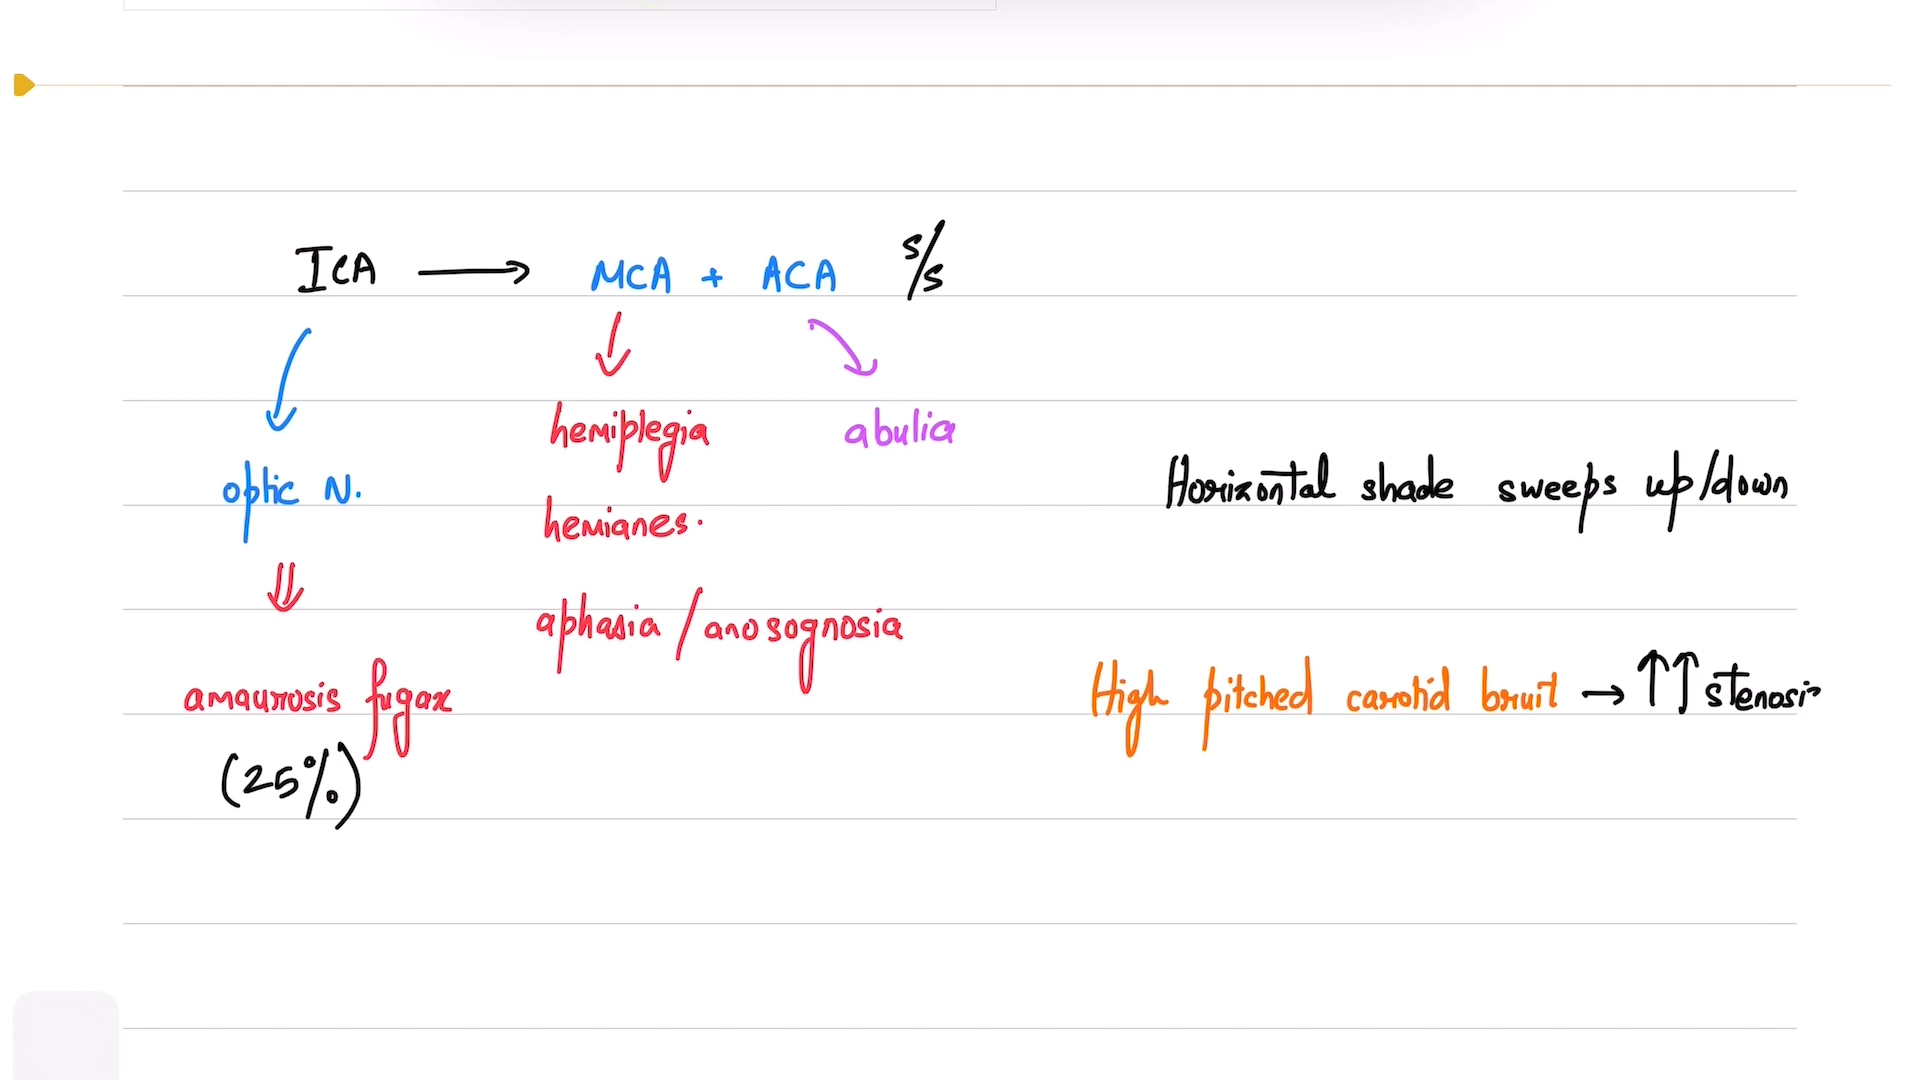 ICA → MCA + ACA S/S
hemiplegia
abulia
optic N.
Horizontal shade sweeps up/down
hemianes.
aphasia / anosognosia
amaurosis fugax
High pitched carotid bruit → ↑↑ stenosis
(25%)